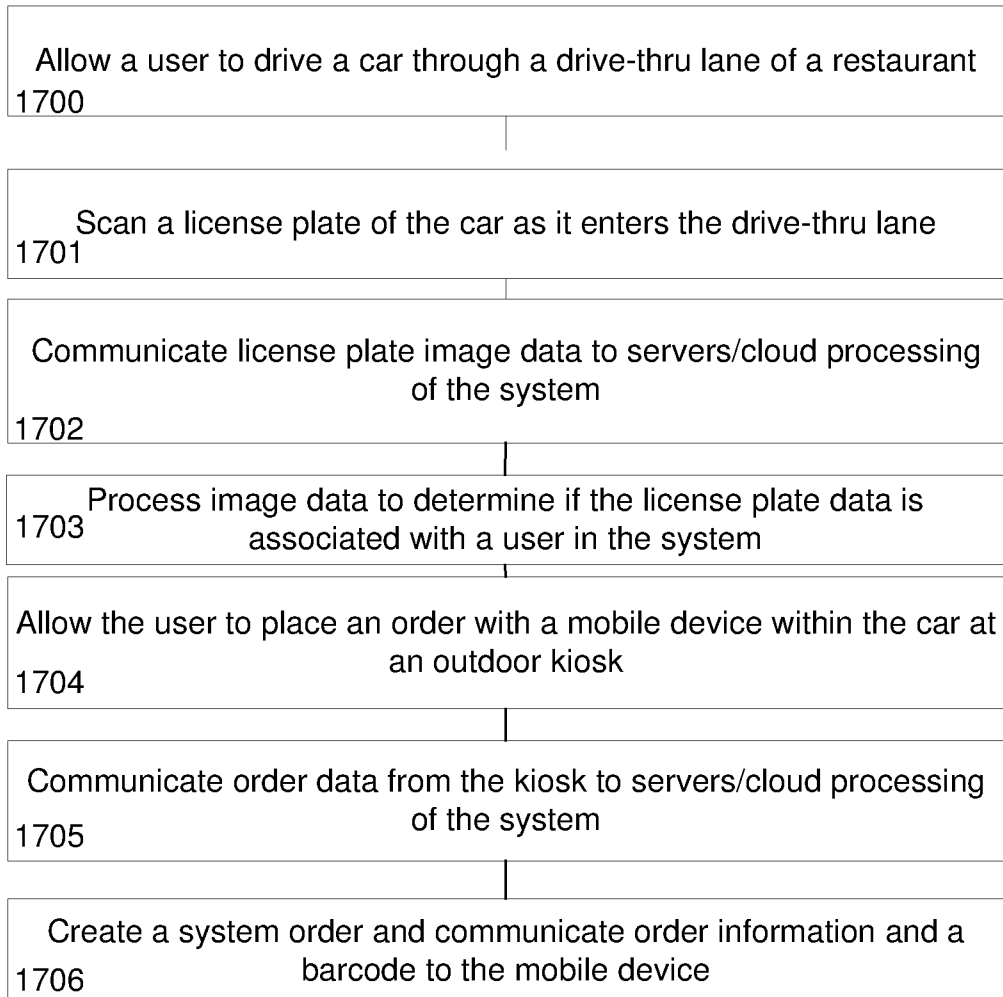 Allow a user to drive a car through a drive-thru lane of a restaurant
1700
Scan a license plate of the car as it enters the drive-thru lane
1701
Communicate license plate image data to servers/cloud processing
of the system
1702
Process image data to determine if the license plate data is
1703
associated with a user in the system
Allow the user to place an order with a mobile device within the car at
an outdoor kiosk
1704
Communicate order data from the kiosk to servers/cloud processing
of the system
1705
Create a system order and communicate order information and a
barcode to the mobile device
1706